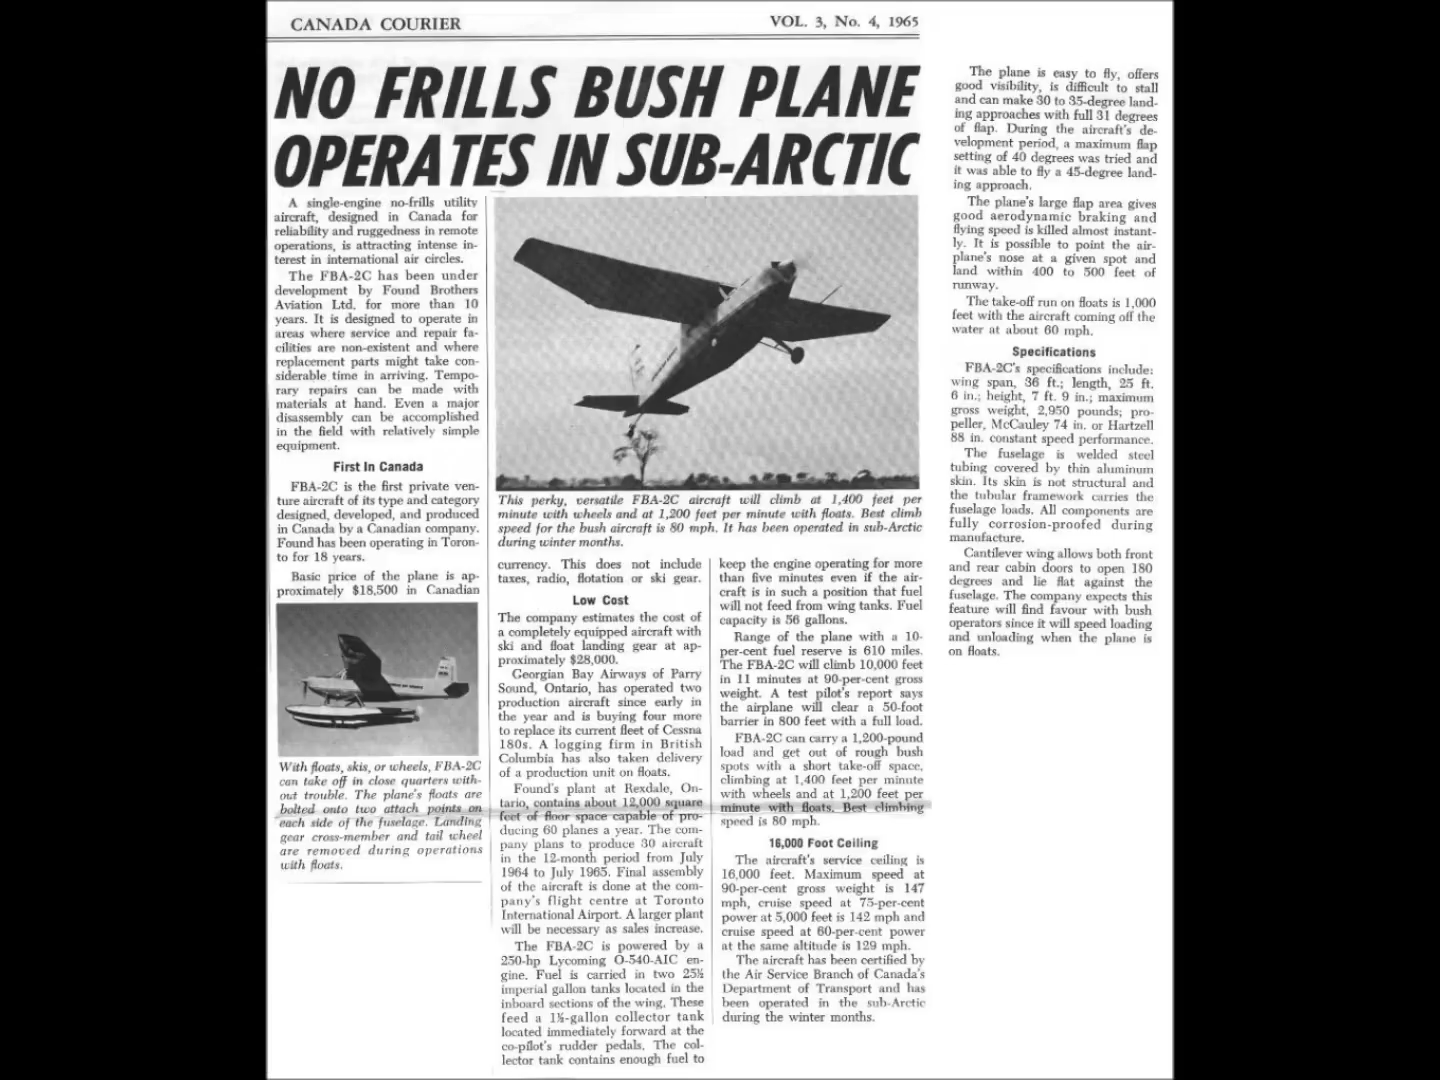 CANADA COURIER
VOL. 3, No. 4, 1965
NO FRILLS BUSH PLANE
OPERATES IN SUB-ARCTIC
A single-engine no-frills utility
aircraft, designed in Canada for
reliability and ruggedness in remote
operations, is attracting intense in-
terest in international air circles.
The FBA-2C has been under
development by Found Brothers
Aviation Ltd. for more than 10
years. It is designed to operate in
areas where service and repair fa-
cilities are non-existent and where
replacement parts might take con-
siderable time in arriving. Tempo-
rary repairs can be made with
materials at hand. Even a major
disassembly can be accomplished
in the field with relatively simple
equipment.
First In Canada
FBA-2C is the first private ven-
ture aircraft of its type and category
designed, developed, and produced
in Canada by a Canadian company.
Found has been operating in Toron-
to for 18 years.
Basic price of the plane is ap-
proximately $18,500 in Canadian
With floats, skis, or wheels, FBA-2C
can take off in close quarters with-
out trouble. The plane's floats are
bolted onto two attach points on
each side of the fuselage. Landing
gear cross-member and tail wheel
are removed during operations
with floats.
This perky, versatile FBA-2C aircraft will climb at 1,400 feet per
minute with wheels and at 1,200 feet per minute with floats. Best climb
speed for the bush aircraft is 80 mph. It has been operated in sub-Arctic
during winter months.
currency. This does not include
taxes, radio, flotation or ski gear.
Low Cost
The company estimates the cost of
a completely equipped aircraft with
ski and float landing gear at ap-
proximately $28,000.
Georgian Bay Airways of Parry
Sound, Ontario, has operated two
production aircraft since early in
the year and is buying four more
to replace its current fleet of Cessna
180s. A logging firm in British
Columbia has also taken delivery
of a production unit on floats.
Found's plant at Rexdale, On-
tario, contains about 12,000 square
feet of floor space capable of pro-
ducing 60 planes a year. The com-
pany plans to produce 30 aircraft
in the 12-month period from July
1964 to July 1965. Final assembly
of the aircraft is done at the com-
pany's flight centre at Toronto
International Airport. A larger plant
will be necessary as sales increase.
The FBA-2C is powered by a
250-hp Lycoming O-540-AIC en-
gine. Fuel is carried in two 25½
imperial gallon tanks located in the
inboard sections of the wing. These
feed a 1½-gallon collector tank
located immediately forward at the
co-pilot's rudder pedals. The col-
lector tank contains enough fuel to
keep the engine operating for more
than five minutes even if the air-
craft is in such a position that fuel
will not feed from wing tanks. Fuel
capacity is 56 gallons.
Range of the plane with a 10-
per-cent fuel reserve is 610 miles.
The FBA-2C will climb 10,000 feet
in 11 minutes at 90-per-cent gross
weight. A test pilot's report says
the airplane will clear a 50-foot
barrier in 800 feet with a full load.
FBA-2C can carry a 1,200-pound
load and get out of rough bush
spots with a short take-off space,
climbing at 1,400 feet per minute
with wheels and at 1,200 feet per
minute with floats. Best climbing
speed is 80 mph.
16,000 Foot Ceiling
The aircraft's service ceiling is
16,000 feet. Maximum speed at
90-per-cent gross weight is 147
mph, cruise speed at 75-per-cent
power at 5,000 feet is 142 mph and
cruise speed at 60-per-cent power
at the same altitude is 129 mph.
The aircraft has been certified by
the Air Service Branch of Canada's
Department of Transport and has
been operated in the sub-Arctic
during the winter months.
The plane is easy to fly, offers
good visibility, is difficult to stall
and can make 30 to 35-degree land-
ing approaches with full 31 degrees
of flap. During the aircraft's de-
velopment period, a maximum flap
setting of 40 degrees was tried and
it was able to fly a 45-degree land-
ing approach.
The plane's large flap area gives
good aerodynamic braking and
flying speed is killed almost instant-
ly. It is possible to point the air-
plane's nose at a given spot and
land within 400 to 500 feet of
runway.
The take-off run on floats is 1,000
feet with the aircraft coming off the
water at about 60 mph.
Specifications
FBA-2C's specifications include:
wing span, 36 ft.; length, 25 ft.
6 in.; height, 7 ft. 9 in.; maximum
gross weight, 2,950 pounds; pro-
peller, McCauley 74 in. or Hartzell
88 in. constant speed performance.
The fuselage is welded steel
tubing covered by thin aluminum
skin. Its skin is not structural and
the tubular framework carries the
fuselage loads. All components are
fully corrosion-proofed during
manufacture.
Cantilever wing allows both front
and rear cabin doors to open 180
degrees and lie flat against the
fuselage. The company expects this
feature will find favour with bush
operators since it will speed loading
and unloading when the plane is
on floats.